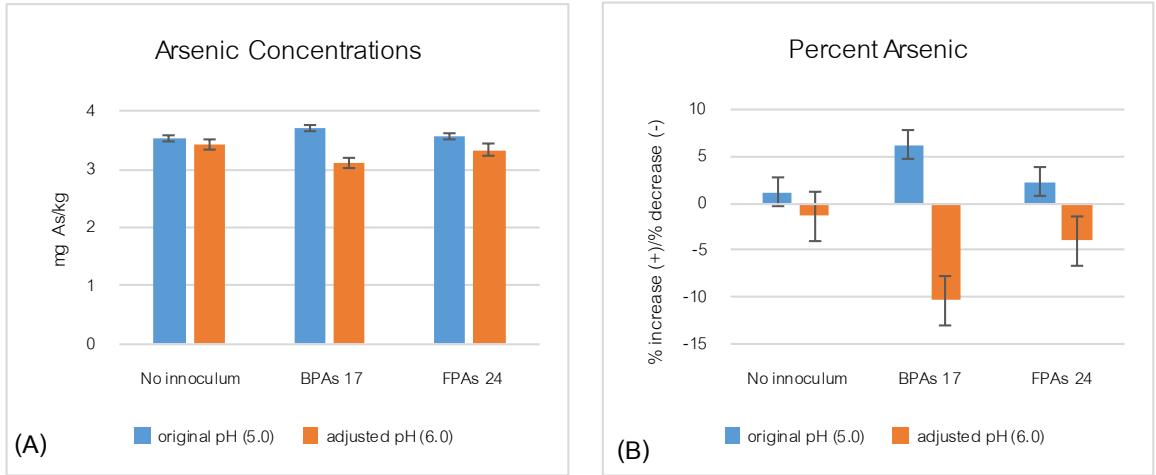 Arsenic Concentrations
mg As/kg
4
3
2
1
0
No innoculum BPAs 17 FPAs 24
original pH (5.0) adjusted pH (6.0)
(A)
Percent Arsenic
% increase (+)/% decrease (-)
10
5
0
-5
-10
-15
No innoculum BPAs 17 FPAs 24
original pH (5.0) adjusted pH (6.0)
(B)